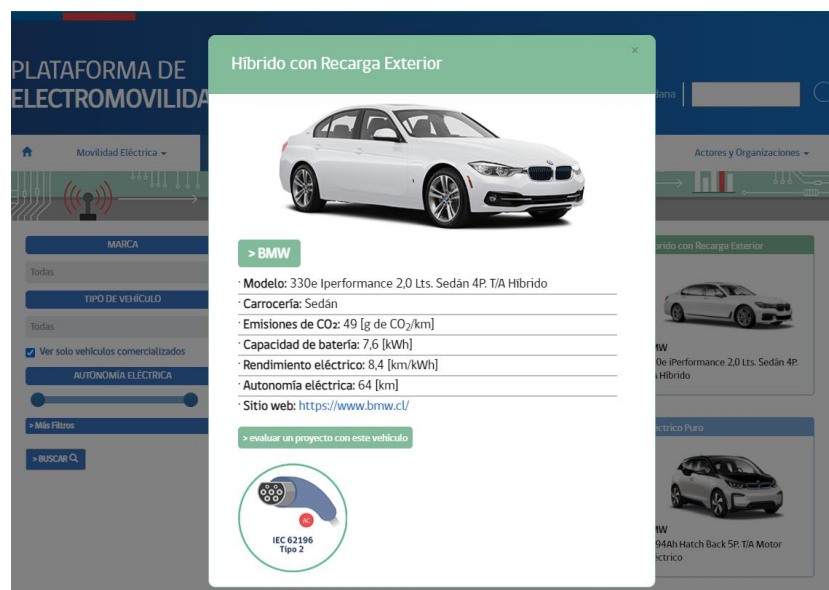 PLATAFORMA DE
ELECTROMOVILIDA
Movilidad Eléctrica
Actores y Organizaciones
Híbrido con Recarga Exterior
×
> BMW
· Modelo: 330e Iperformance 2,0 Lts. Sedán 4P. T/A Híbrido
· Carrocería: Sedán
· Emisiones de CO2: 49 [g de CO2/km]
· Capacidad de batería: 7,6 [kWh]
· Rendimiento eléctrico: 8,4 [km/kWh]
· Autonomía eléctrica: 64 [km]
· Sitio web: https://www.bmw.cl/
> evaluar un proyecto con este vehículo
AC
IEC 62196
Tipo 2
MARCA
Todas
TIPO DE VEHÍCULO
Todas
Ver solo vehículos comercializados
AUTONOMÍA ELÉCTRICA
> Más Filtros
> BUSCAR
brido con Recarga Exterior
MW
0e iPerformance 2,0 Lts. Sedán 4P.
Híbrido
ctrico Puro
MW
94Ah Hatch Back 5P. T/A Motor
ctrico